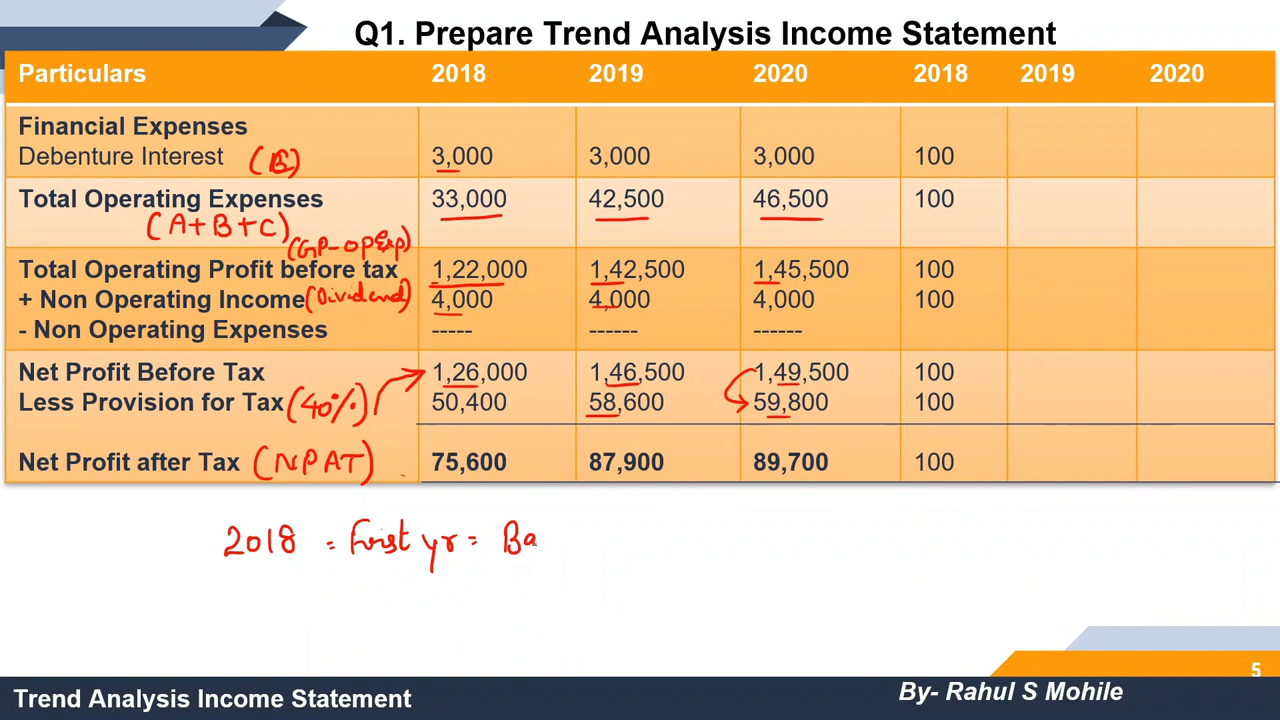 Q1. Prepare Trend Analysis Income Statement
Particulars 2018 2019 2020 2018 2019 2020
Financial Expenses
Debenture Interest 3,000 3,000 3,000 100
Total Operating Expenses 33,000 42,500 46,500 100
(A+B+C)
(GP-opExp)
Total Operating Profit before tax 1,22,000 1,42,500 1,45,500 100
+ Non Operating Income (Dividend) 4,000 4,000 4,000 100
- Non Operating Expenses ----- ------ ------
Net Profit Before Tax 1,26,000 1,46,500 1,49,500 100
Less Provision for Tax (40%) 50,400 58,600 59,800 100
Net Profit after Tax (NPAT) 75,600 87,900 89,700 100
2018 = First yr = Ba
5
Trend Analysis Income Statement
By- Rahul S Mohile